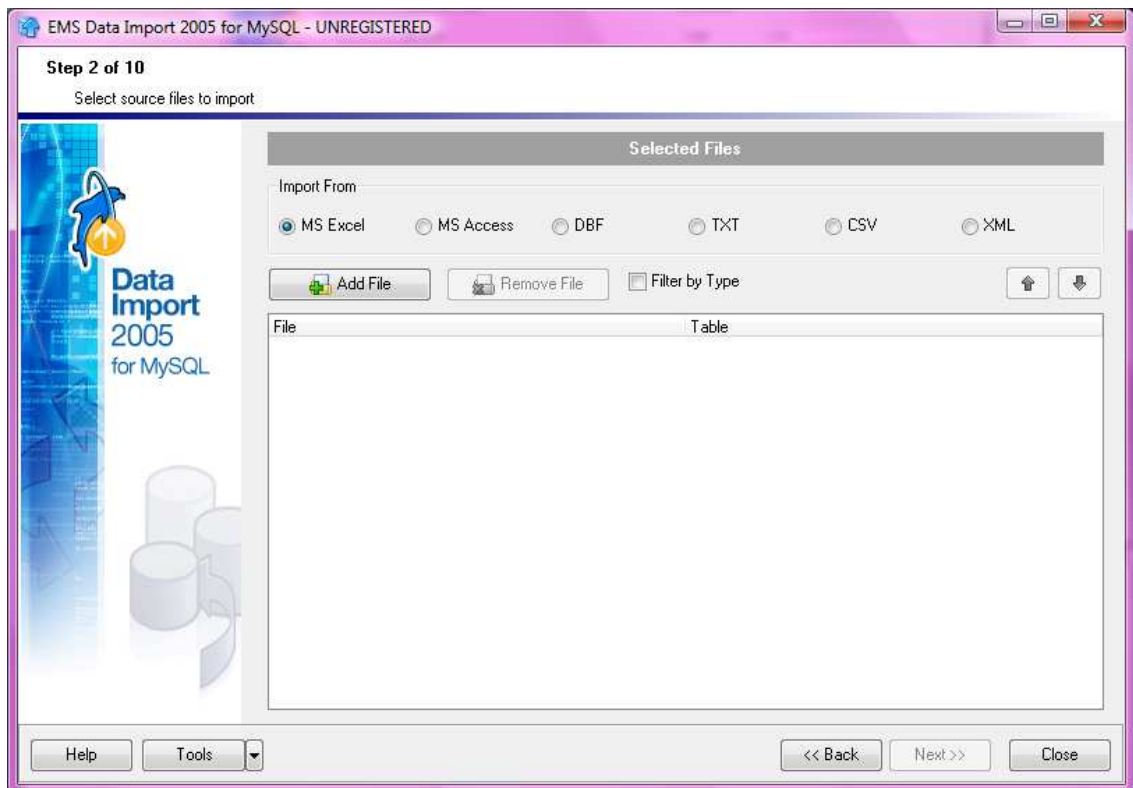 EMS Data Import 2005 for MySQL - UNREGISTERED
Step 2 of 10
Select source files to import
Data
Import
2005
for MySQL
Selected Files
Import From
MS Excel MS Access DBF TXT CSV XML
Add File Remove File Filter by Type
File Table
Help Tools << Back Next >> Close